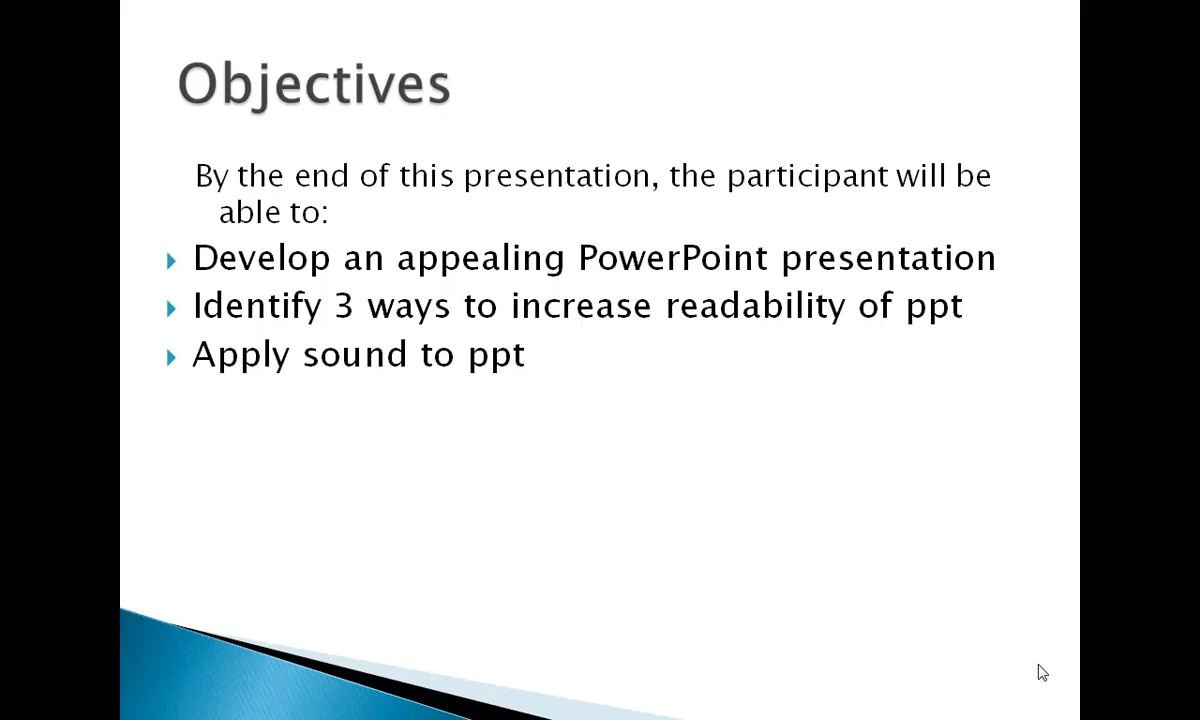 Objectives
By the end of this presentation, the participant will be
able to:
Develop an appealing PowerPoint presentation
Identify 3 ways to increase readability of ppt
Apply sound to ppt